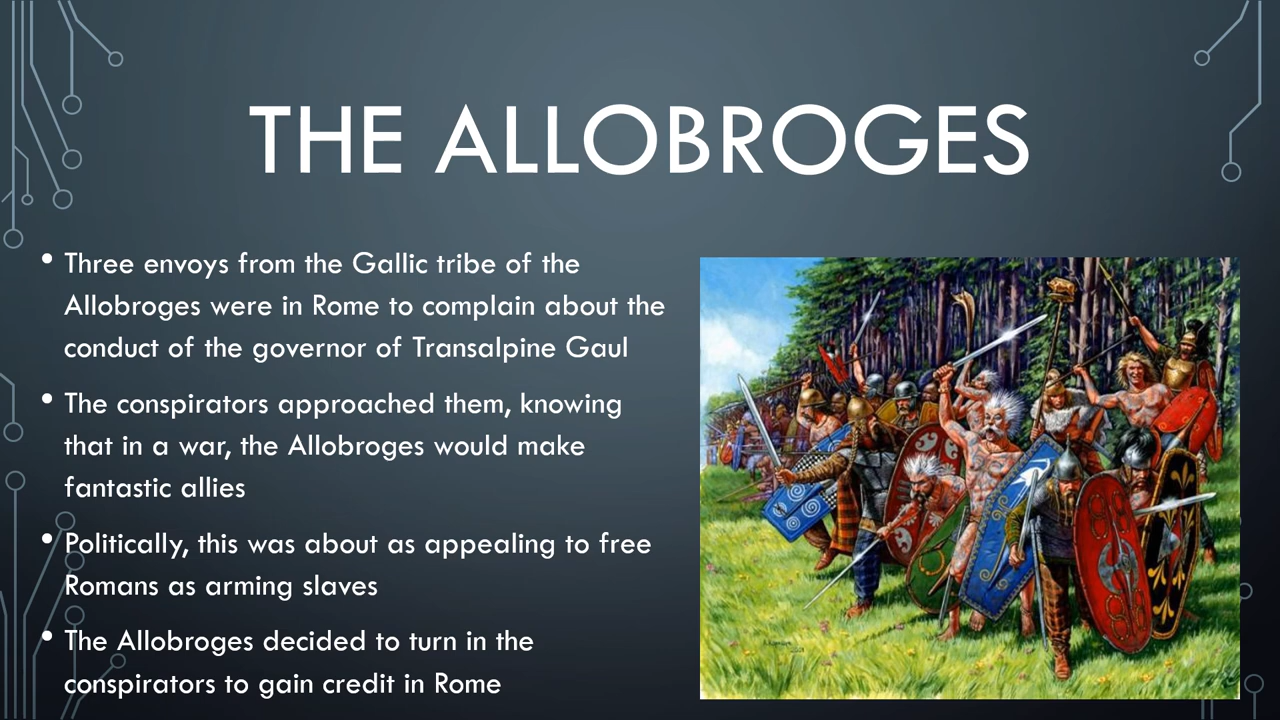 THE ALLOBROGES
• Three envoys from the Gallic tribe of the
Allobroges were in Rome to complain about the
conduct of the governor of Transalpine Gaul
• The conspirators approached them, knowing
that in a war, the Allobroges would make
fantastic allies
• Politically, this was about as appealing to free
Romans as arming slaves
• The Allobroges decided to turn in the
conspirators to gain credit in Rome